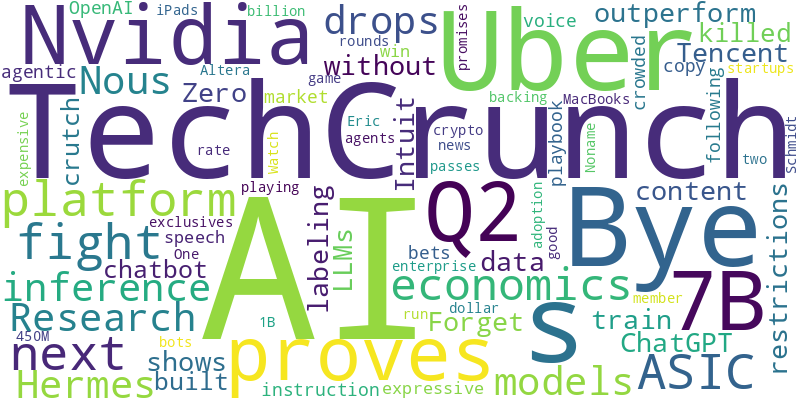 OpenAI iPads billion
Nvidia drops promises voice outperform
rounds win killed
agentic Nous Altera without Uber Tencent
Zero game market crowded copy startups
TechCrunch
crutch expensive backing MacBooks playbook following
rate Watch Eric agents Intuit crypto news Noname two schmidt
platform playing AI passes Q2 adoption good Bye content
fight exclusives speech One labeling LLMs bets data restrictions
chatbot enterprise
inference economics 7B
Research 1B run Forget dollar s member train
450M
next bots shows proves ChatGPT
built ASIC
Hermes instruction expressive models